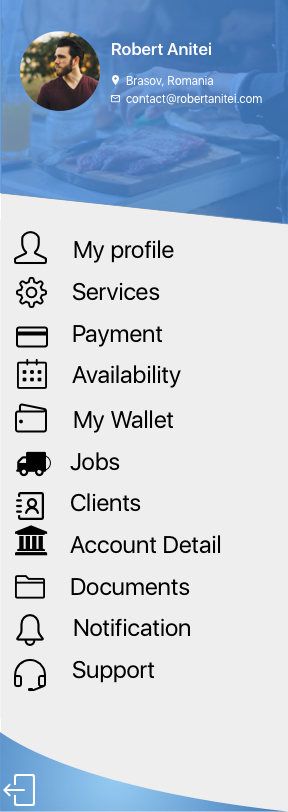 Robert Anitei
Brasov, Romania
contact@robertanitei.com
My profile
Services
Payment
Availability
My Wallet
Jobs
Clients
Account Detail
Documents
Notification
Support